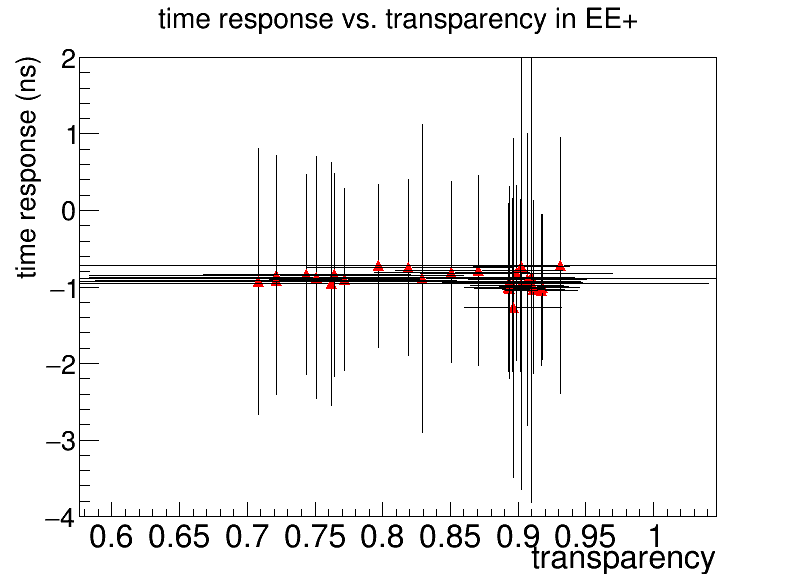 time response vs. transparency in EE+
time response (ns)
2
1
0
−1
−2
−3
−4
0.6 0.65 0.7 0.75 0.8 0.85 0.9 0.95 1
transparency